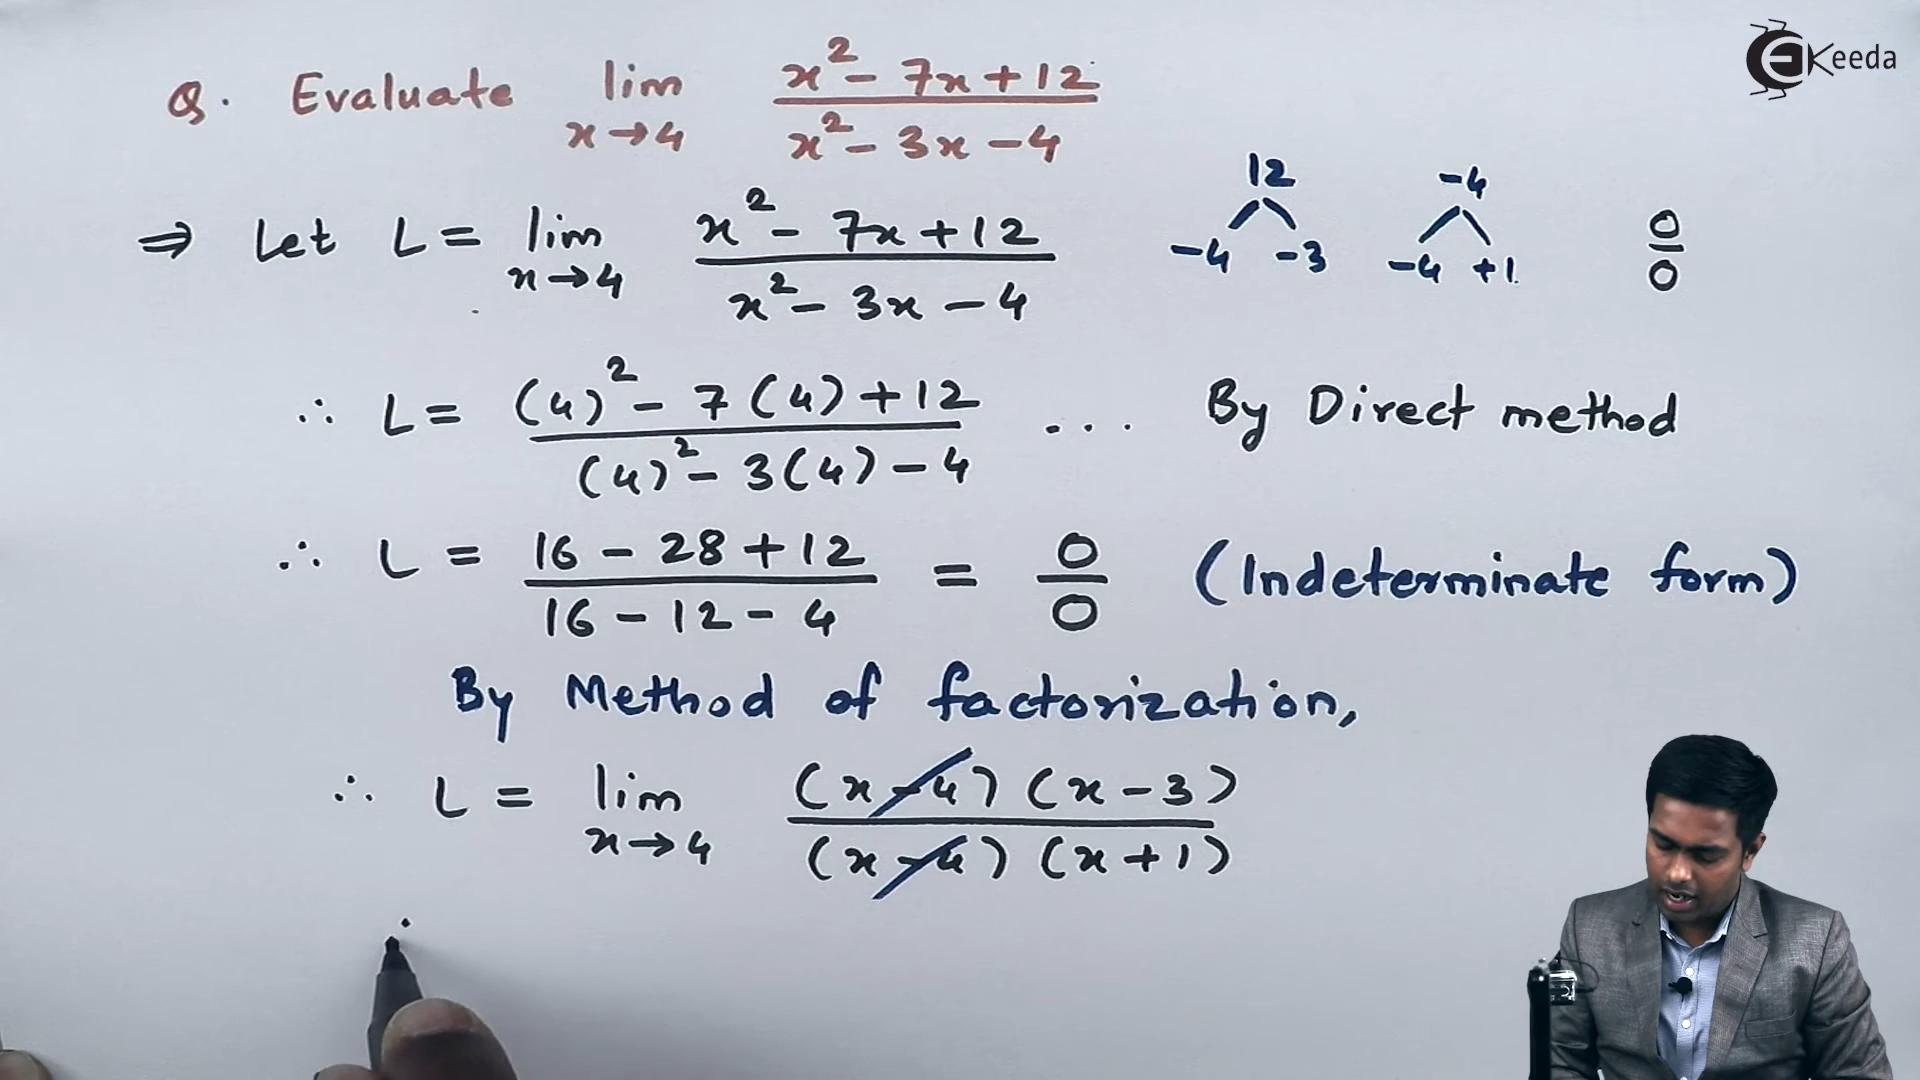 Keeda
Q. Evaluate lim x→4 (x² - 7x + 12)/(x² - 3x - 4)
⇒ Let L = lim x→4 (x² - 7x + 12)/(x² - 3x - 4)
12
-4 -3
-4
-4 +1
0/0
∴ L = ((4)² - 7(4) + 12)/((4)² - 3(4) - 4) ... By Direct method
∴ L = (16 - 28 + 12)/(16 - 12 - 4) = 0/0 (Indeterminate form)
By Method of factorization,
∴ L = lim x→4 ((x-4)(x-3))/((x-4)(x+1))